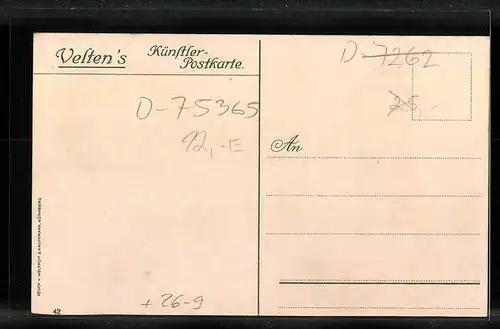 Velten's
Künstler-
Postkarte.
D-7262
25,-
D-75365
12,-E
An
+ 26-9
42